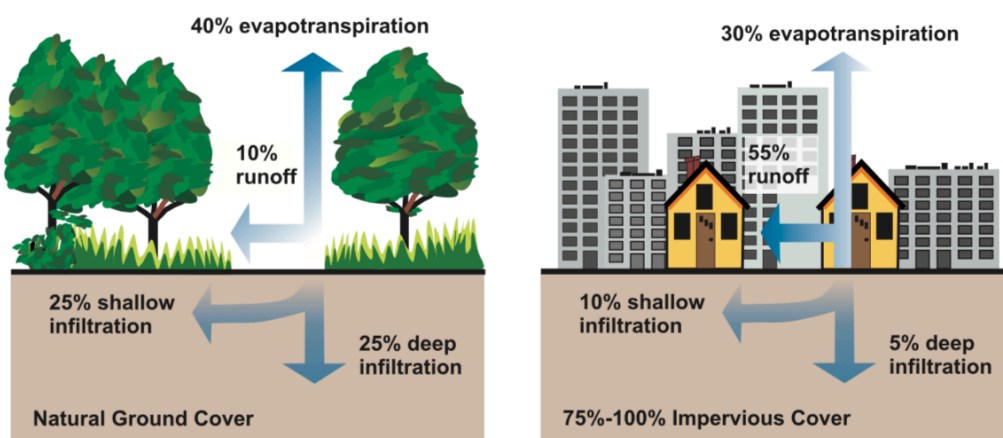 40% evapotranspiration
10%
runoff
25% shallow
infiltration
25% deep
infiltration
Natural Ground Cover
30% evapotranspiration
55%
runoff
10% shallow
infiltration
5% deep
infiltration
75%-100% Impervious Cover